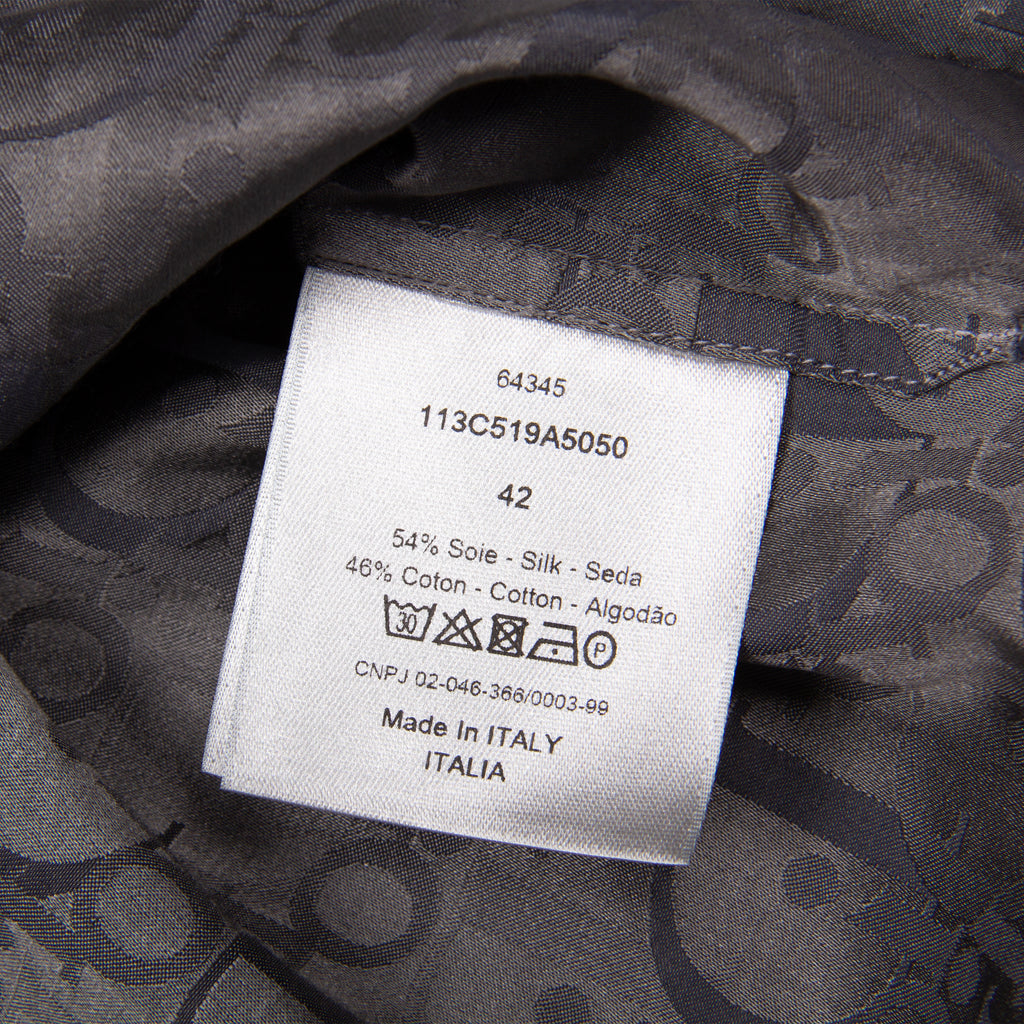 64345
113C519A5050
42
54% Soie - Silk - Seda
46% Coton - Cotton - Algodão
30 P
CNPJ 02-046-366/0003-99
Made In ITALY
ITALIA